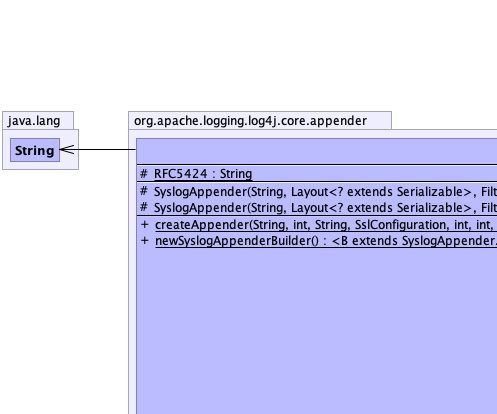 java.lang
org.apache.logging.log4j.core.appender
String
# RFC5424 : String
# SyslogAppender(String, Layout<? extends Serializable>, Filt
# SyslogAppender(String, Layout<? extends Serializable>, Filt
+ createAppender(String, int, String, SslConfiguration, int, int,
+ newSyslogAppenderBuilder() : <B extends SyslogAppender.